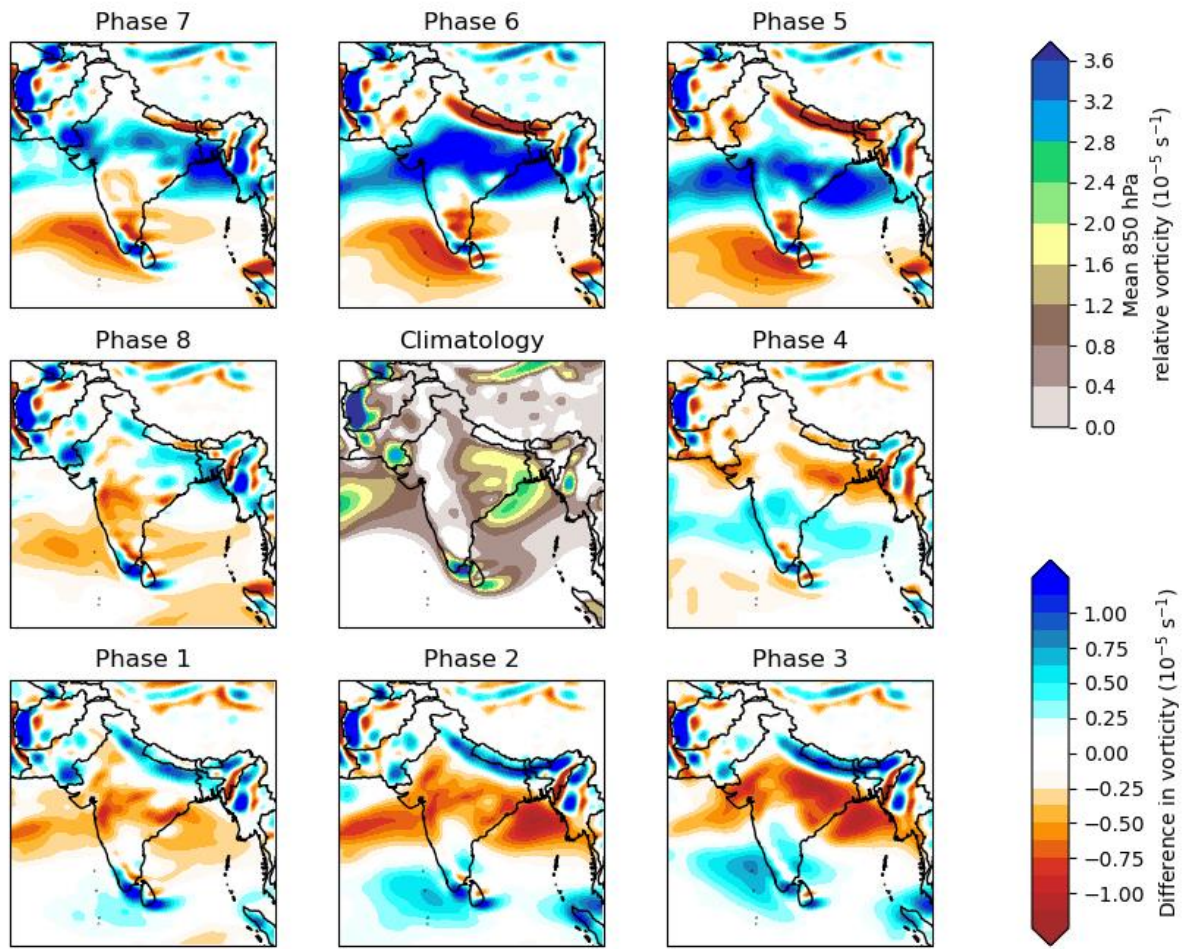 Phase 7
Phase 6
Phase 5
Phase 8
Climatology
Phase 4
Phase 1
Phase 2
Phase 3
3.6
3.2
2.8
2.4
2.0
1.6
1.2
0.8
0.4
0.0
Mean 850 hPa
relative vorticity (10⁻⁵ s⁻¹)
1.00
0.75
0.50
0.25
0.00
−0.25
−0.50
−0.75
−1.00
Difference in vorticity (10⁻⁵ s⁻¹)